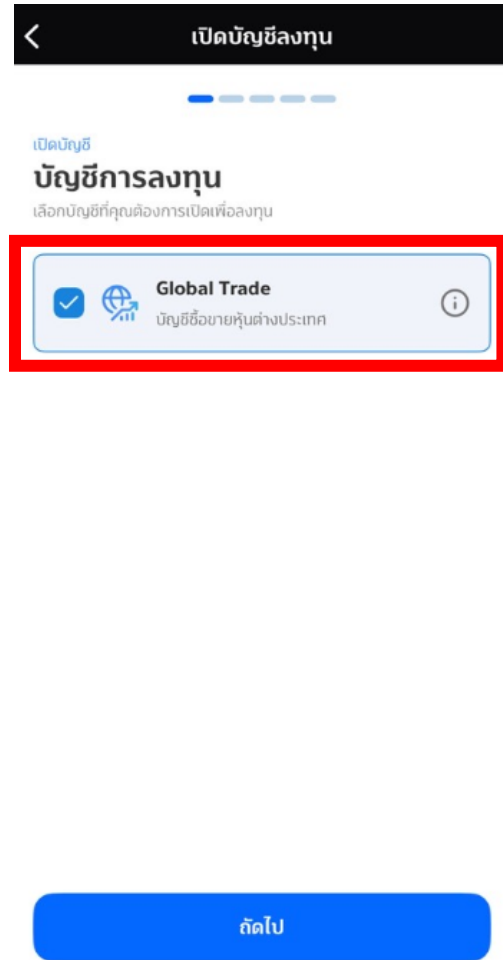 เปิดบัญชีลงทุน
เปิดบัญชี
บัญชีการลงทุน
เลือกบัญชีที่คุณต้องการเปิดเพื่อลงทุน
Global Trade
บัญชีซื้อขายหุ้นต่างประเทศ
ถัดไป